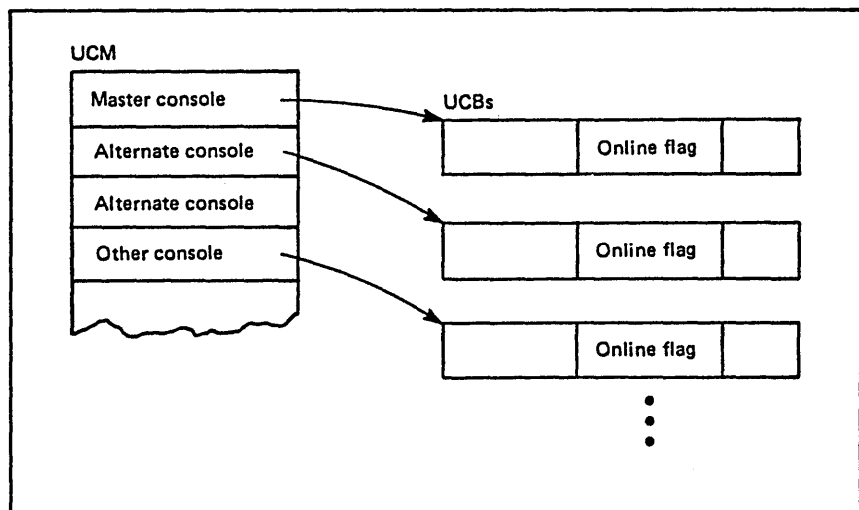 UCM
Master console
Alternate console
Alternate console
Other console
UCBs
Online flag
Online flag
Online flag